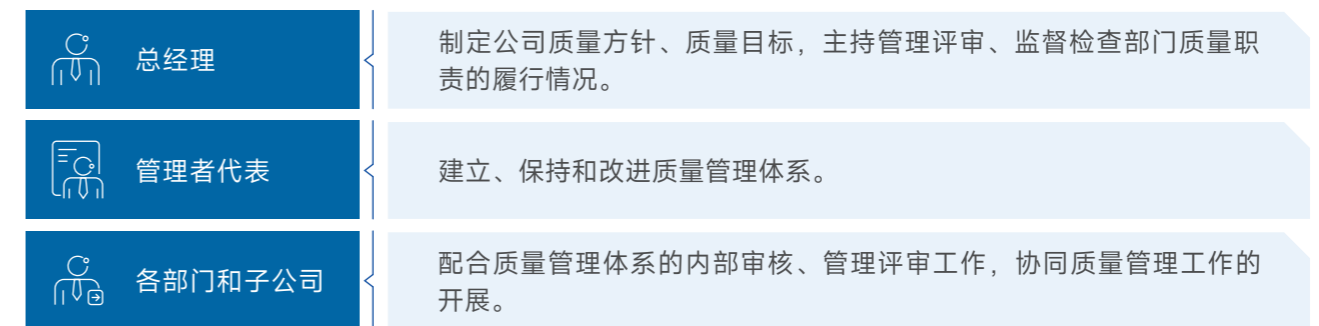 总经理
制定公司质量方针、质量目标，主持管理评审、监督检查部门质量职
责的履行情况。
管理者代表
建立、保持和改进质量管理体系。
各部门和子公司
配合质量管理体系的内部审核、管理评审工作，协同质量管理工作的
开展。